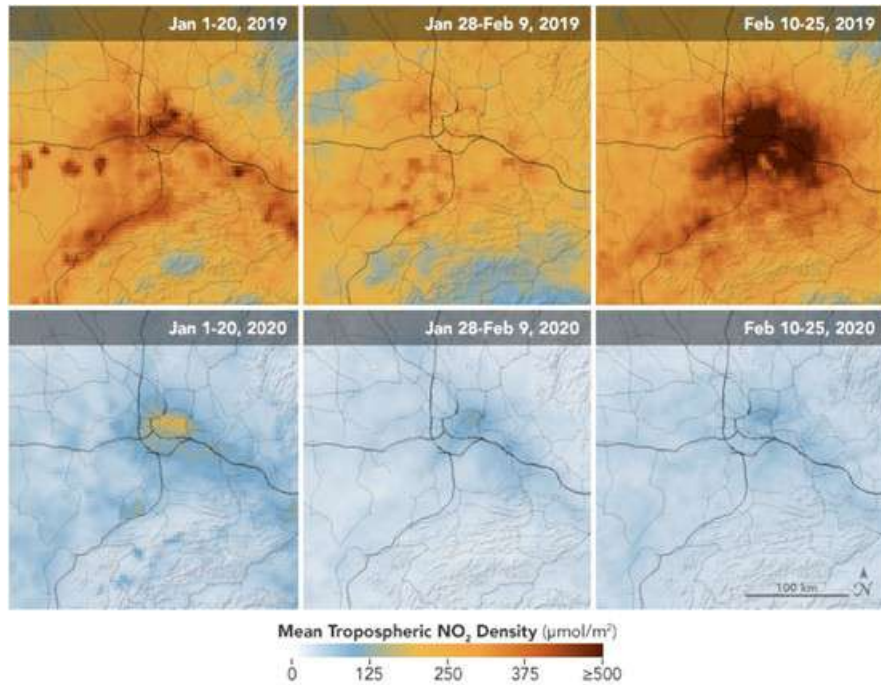 Jan 1-20, 2019
Jan 28-Feb 9, 2019
Feb 10-25, 2019
Jan 1-20, 2020
Jan 28-Feb 9, 2020
Feb 10-25, 2020
100 km
N
Mean Tropospheric NO₂ Density (µmol/m²)
0 125 250 375 ≥500